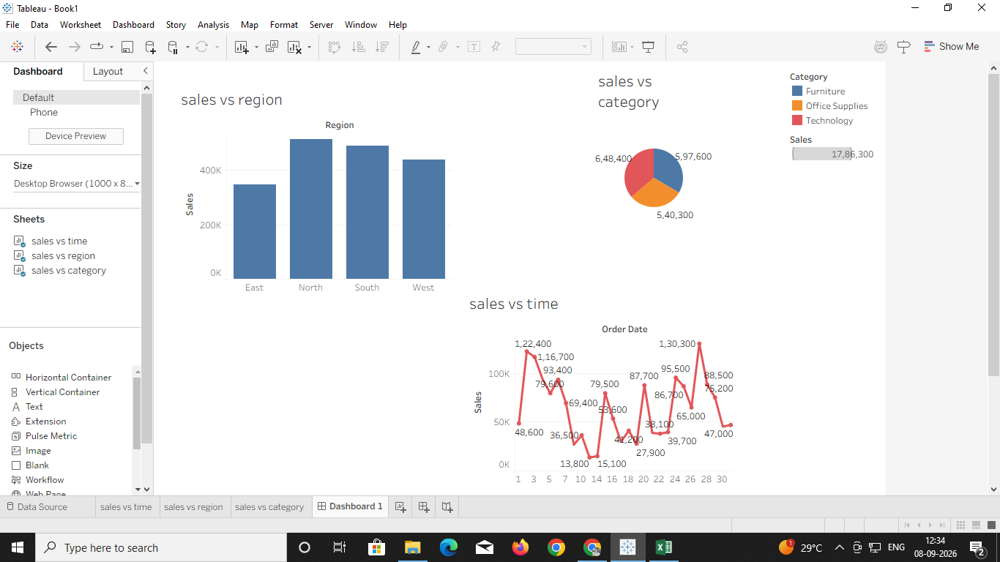 Tableau - Book1
File Data Worksheet Dashboard Story Analysis Map Format Server Window Help
Show Me
Dashboard Layout
Default
Phone
Device Preview
Size
Desktop Browser (1000 x 8...
Sheets
sales vs time
sales vs region
sales vs category
Objects
Horizontal Container
Vertical Container
Text
Extension
Pulse Metric
Image
Blank
Workflow
Web Page
sales vs region
Region
Sales
400K
200K
0K
East North South West
sales vs
category
6,48,400
5,97,600
5,40,300
Category
Furniture
Office Supplies
Technology
Sales
17,86,300
sales vs time
Order Date
Sales
100K
50K
0K
1,22,400
1,30,300
1,16,700
93,400
95,500
87,700
88,500
79,600
79,500
75,200
86,700
69,400
53,600
65,000
38,100
48,600
36,500
41,200
39,700
47,000
27,900
13,800
15,100
1 3 5 7 10 14 16 18 20 22 24 26 28 30
Data Source sales vs time sales vs region sales vs category Dashboard 1
Type here to search
1
29°C
ENG
12:34
08-09-2026
2